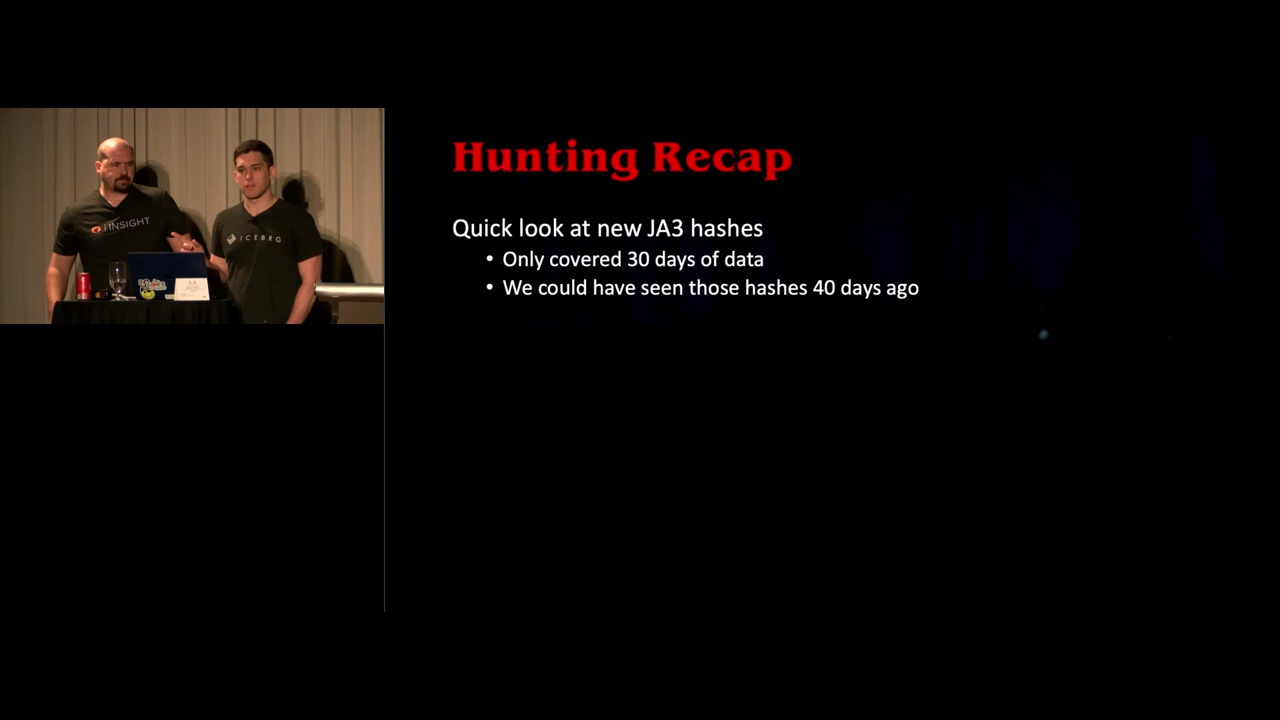 Hunting Recap
Quick look at new JA3 hashes
• Only covered 30 days of data
• We could have seen those hashes 40 days ago
INSIGHT
ICEBRG